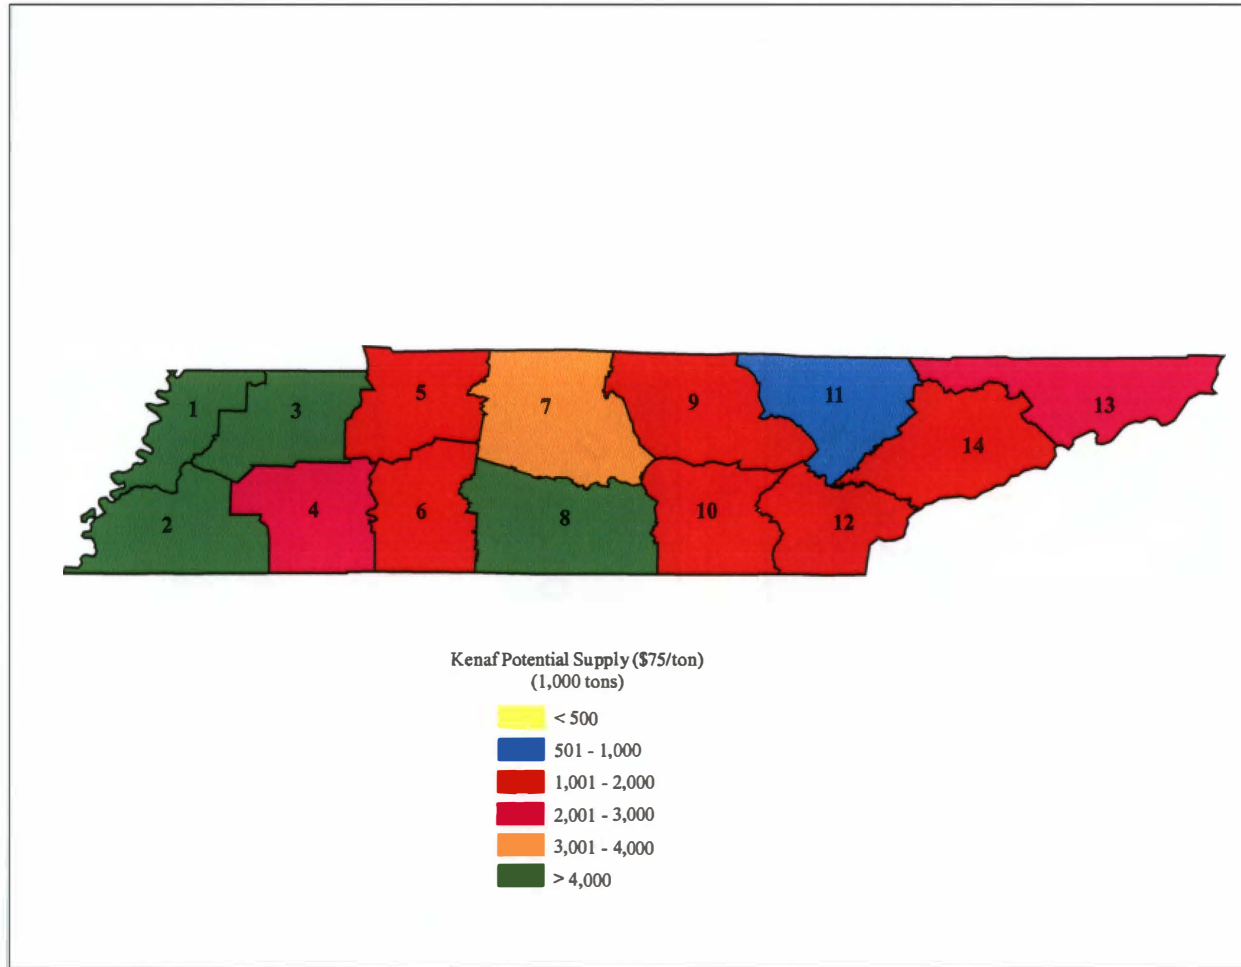 5
11
1
3
7
9
13
14
2
4
6
8
10
12
Kenaf Potential Supply ($75/ton)
(1,000 tons)
< 500
501 - 1,000
1,001 - 2,000
2,001 - 3,000
3,001 - 4,000
> 4,000